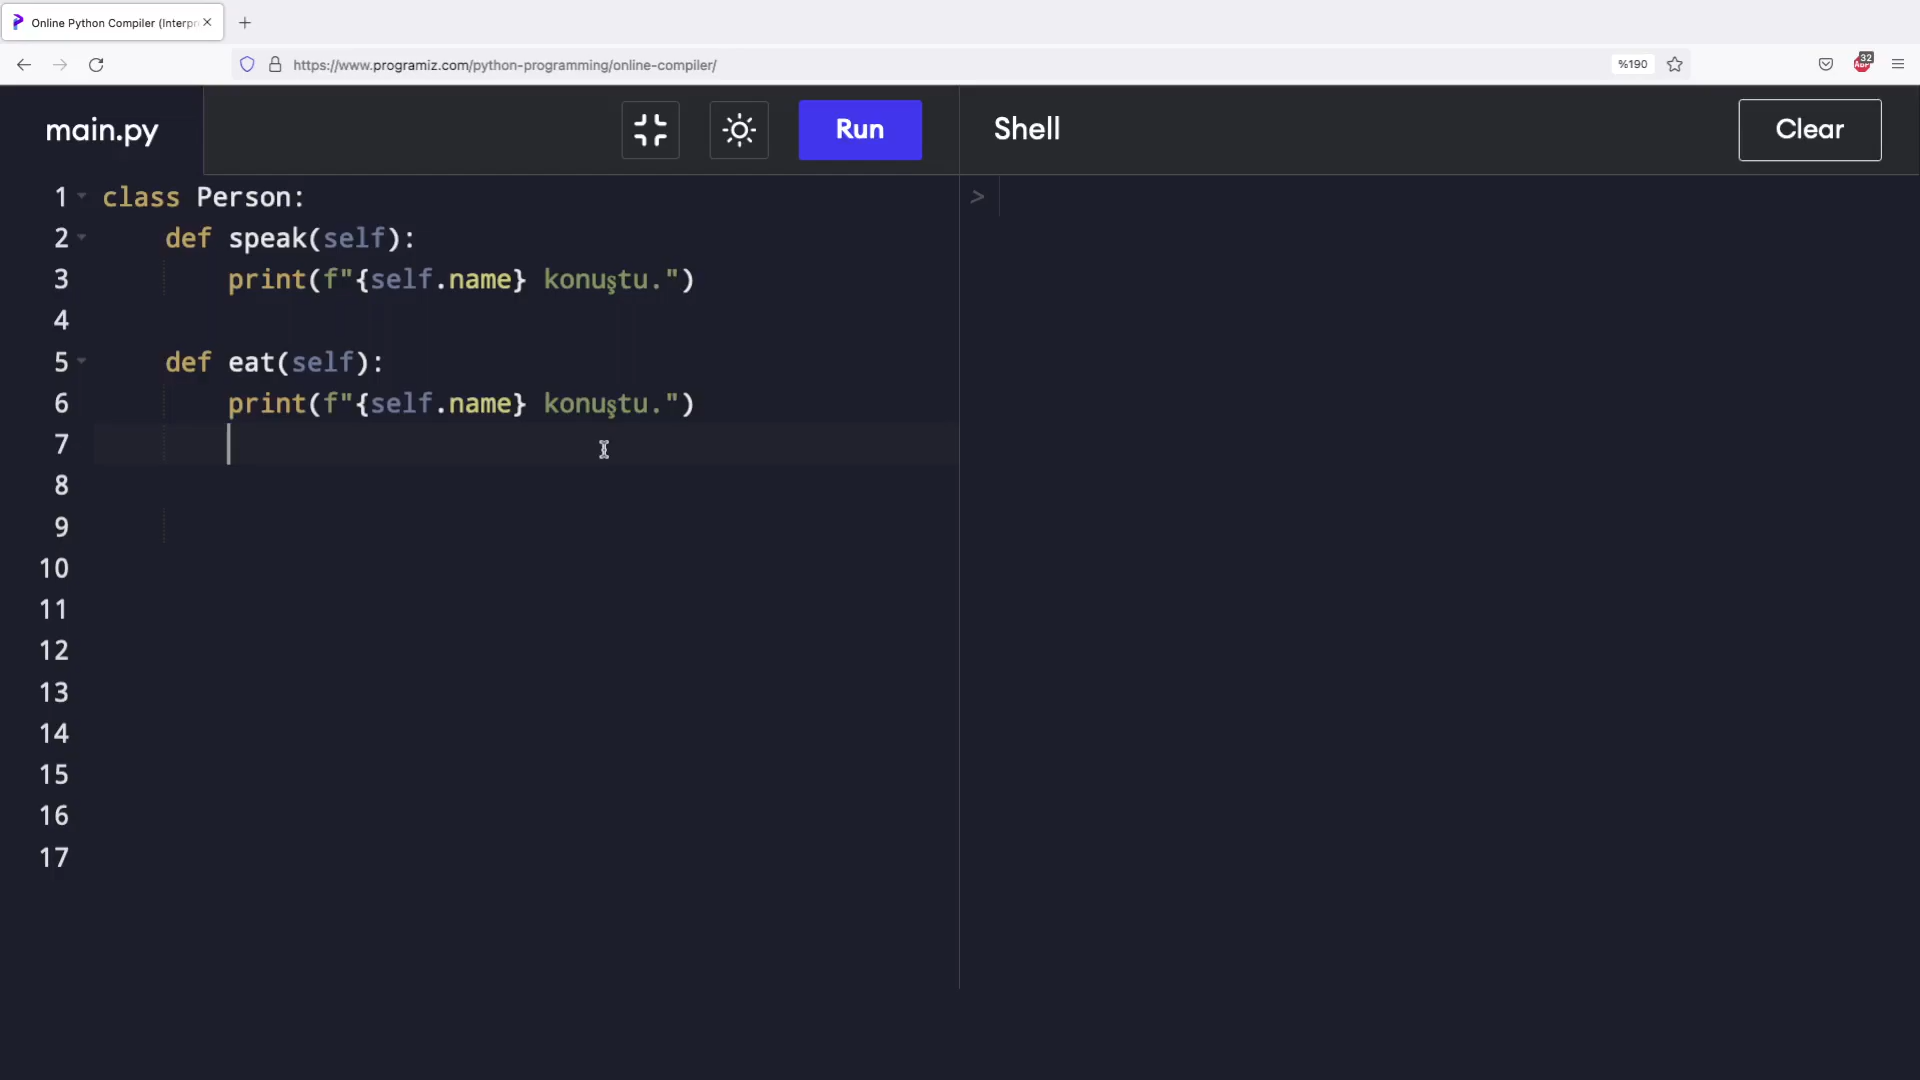 Online Python Compiler (Interpr
https://www.programiz.com/python-programming/online-compiler/
%190
32
ABP
main.py
Run
Shell
Clear
1 class Person:
2     def speak(self):
3         print(f"{self.name} konuştu.")
4
5     def eat(self):
6         print(f"{self.name} konuştu.")
7
8
9
10
11
12
13
14
15
16
17
>